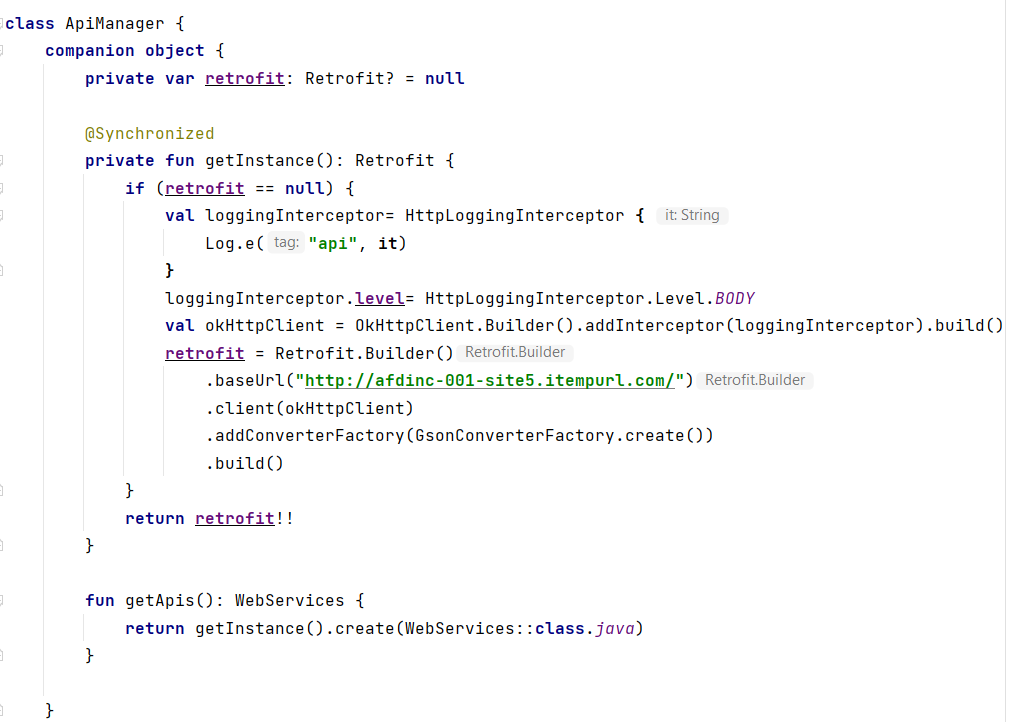 class ApiManager {
    companion object {
        private var retrofit: Retrofit? = null

        @Synchronized
        private fun getInstance(): Retrofit {
            if (retrofit == null) {
                val loggingInterceptor= HttpLoggingInterceptor { it: String
                    Log.e( tag: "api", it)
                }
                loggingInterceptor.level= HttpLoggingInterceptor.Level.BODY
                val okHttpClient = OkHttpClient.Builder().addInterceptor(loggingInterceptor).build()
                retrofit = Retrofit.Builder() Retrofit.Builder
                    .baseUrl("http://afdinc-001-site5.itempurl.com/") Retrofit.Builder
                    .client(okHttpClient)
                    .addConverterFactory(GsonConverterFactory.create())
                    .build()
            }
            return retrofit!!
        }

        fun getApis(): WebServices {
            return getInstance().create(WebServices::class.java)
        }

    }